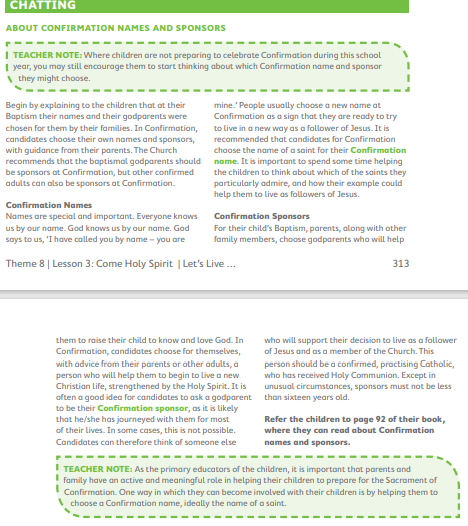 CHATTING
ABOUT CONFIRMATION NAMES AND SPONSORS
TEACHER NOTE: Where children are not preparing to celebrate Confirmation during this school
year, you may still encourage them to start thinking about which Confirmation name and sponsor
they might choose.
Begin by explaining to the children that at their
Baptism their names and their godparents were
chosen for them by their families. In Confirmation,
candidates choose their own names and sponsors,
with guidance from their parents. The Church
recommends that the baptismal godparents should
be sponsors at Confirmation, but other confirmed
adults can also be sponsors at Confirmation.
Confirmation Names
Names are special and important. Everyone knows
us by our name. God knows us by our name. God
says to us, ‘I have called you by name – you are
mine.’ People usually choose a new name at
Confirmation as a sign that they are ready to try
to live in a new way as a follower of Jesus. It is
recommended that candidates for Confirmation
choose the name of a saint for their Confirmation
name. It is important to spend some time helping
the children to think about which of the saints they
particularly admire, and how their example could
help them to live as followers of Jesus.
Confirmation Sponsors
For their child’s Baptism, parents, along with other
family members, choose godparents who will help
Theme 8 | Lesson 3: Come Holy Spirit | Let’s Live ...
313
them to raise their child to know and love God. In
Confirmation, candidates choose for themselves,
with advice from their parents or other adults, a
person who will help them to begin to live a new
Christian life, strengthened by the Holy Spirit. It is
often a good idea for candidates to ask a godparent
to be their Confirmation sponsor, as it is likely
that he/she has journeyed with them for most
of their lives. In some cases, this is not possible.
Candidates can therefore think of someone else
who will support their decision to live as a follower
of Jesus and as a member of the Church. This
person should be a confirmed, practising Catholic,
who has received Holy Communion. Except in
unusual circumstances, sponsors must not be less
than sixteen years old.
Refer the children to page 92 of their book,
where they can read about Confirmation
names and sponsors.
TEACHER NOTE: As the primary educators of the children, it is important that parents and
family have an active and meaningful role in helping their children to prepare for the Sacrament of
Confirmation. One way in which they can become involved with their children is by helping them to
choose a Confirmation name, ideally the name of a saint.